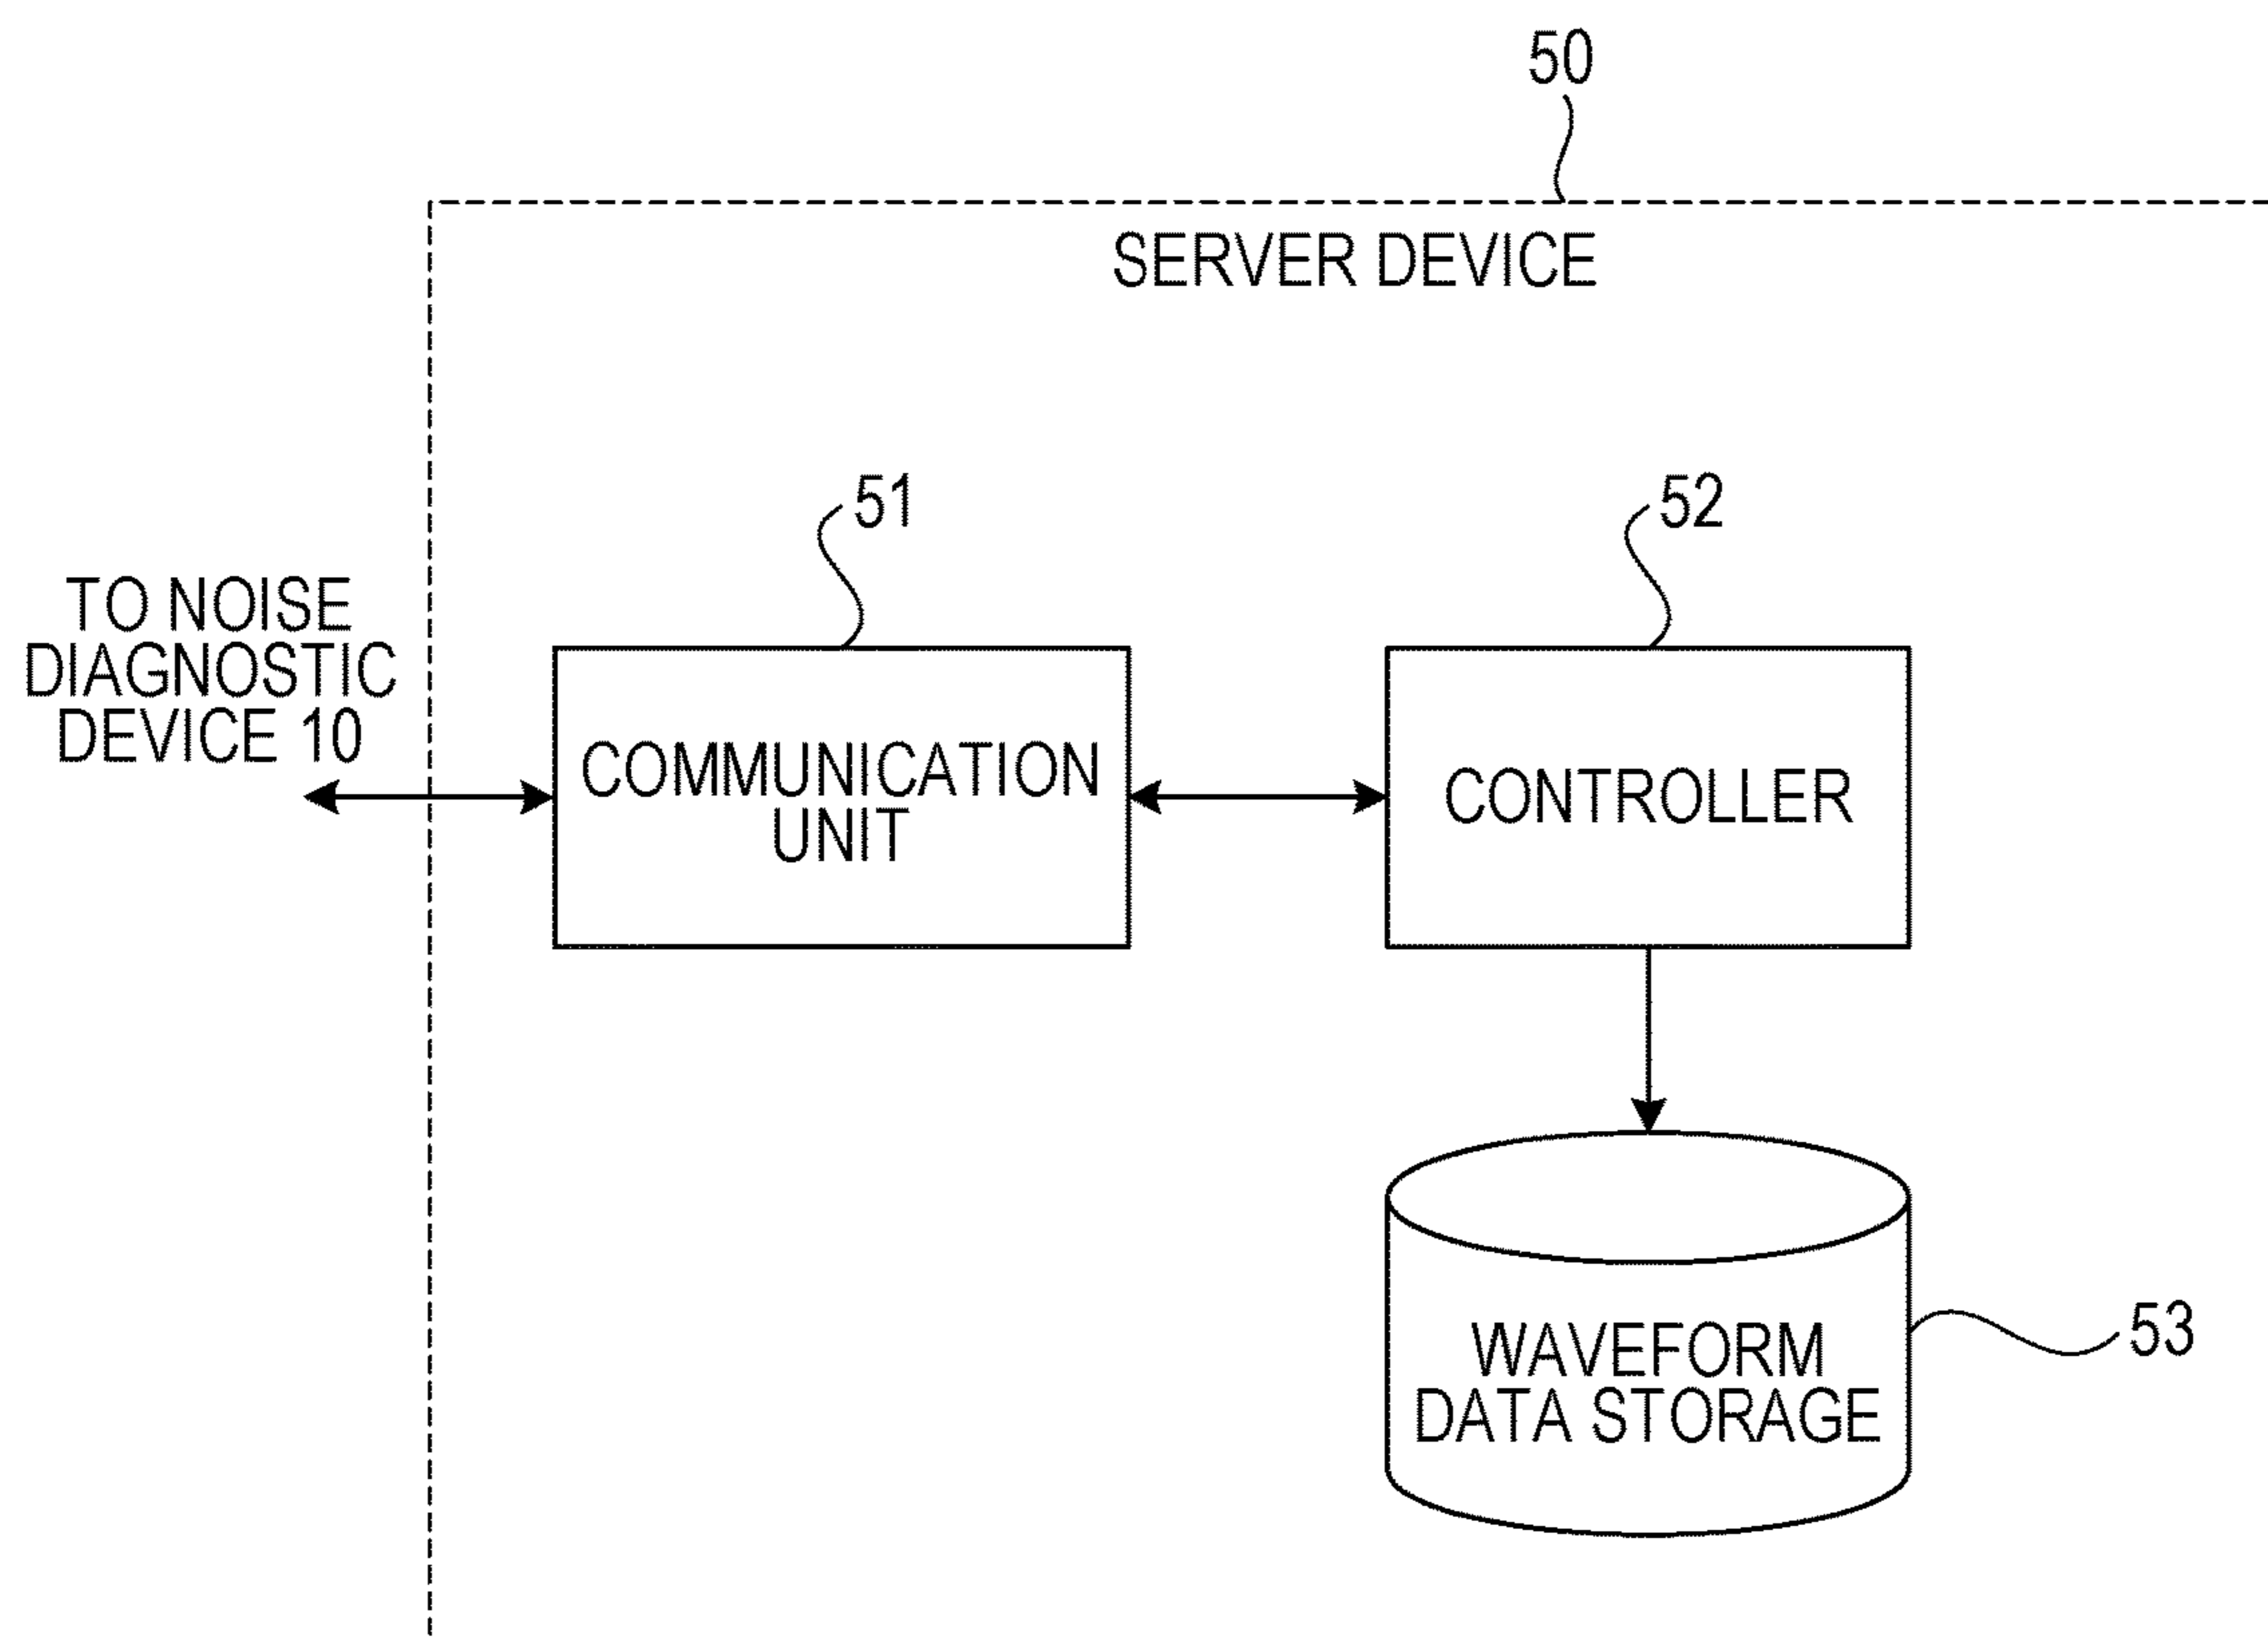 50
SERVER DEVICE
51
52
TO NOISE
DIAGNOSTIC
DEVICE 10
COMMUNICATION
UNIT
CONTROLLER
WAVEFORM
DATA STORAGE
53